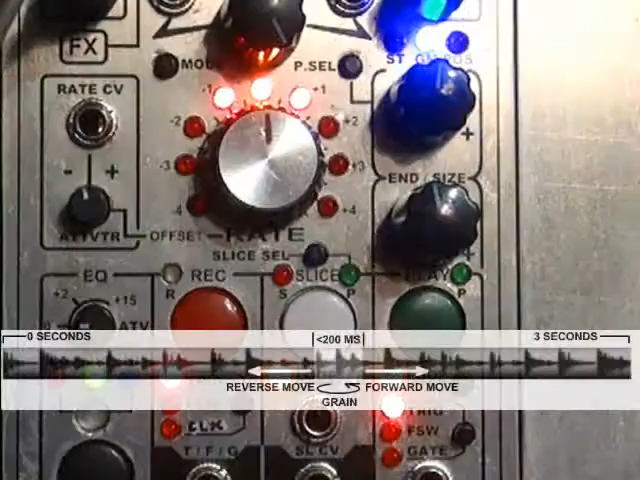 FX
MOD
P.SEL
ST
RATE CV
-1
+1
-2
+2
- +
+
-3
+3
END / SIZE
4
+4
ATTVTR
OFFSET
RATE
SLICE SEL
+
EQ
REC
SLICE
PLAY
R
S
P
P
+2
+15
ATV
0 SECONDS
<200 MS
3 SECONDS
REVERSE MOVE
FORWARD MOVE
GRAIN
TRIG
CLK
FSW
GATE
T / F / G
SL CV